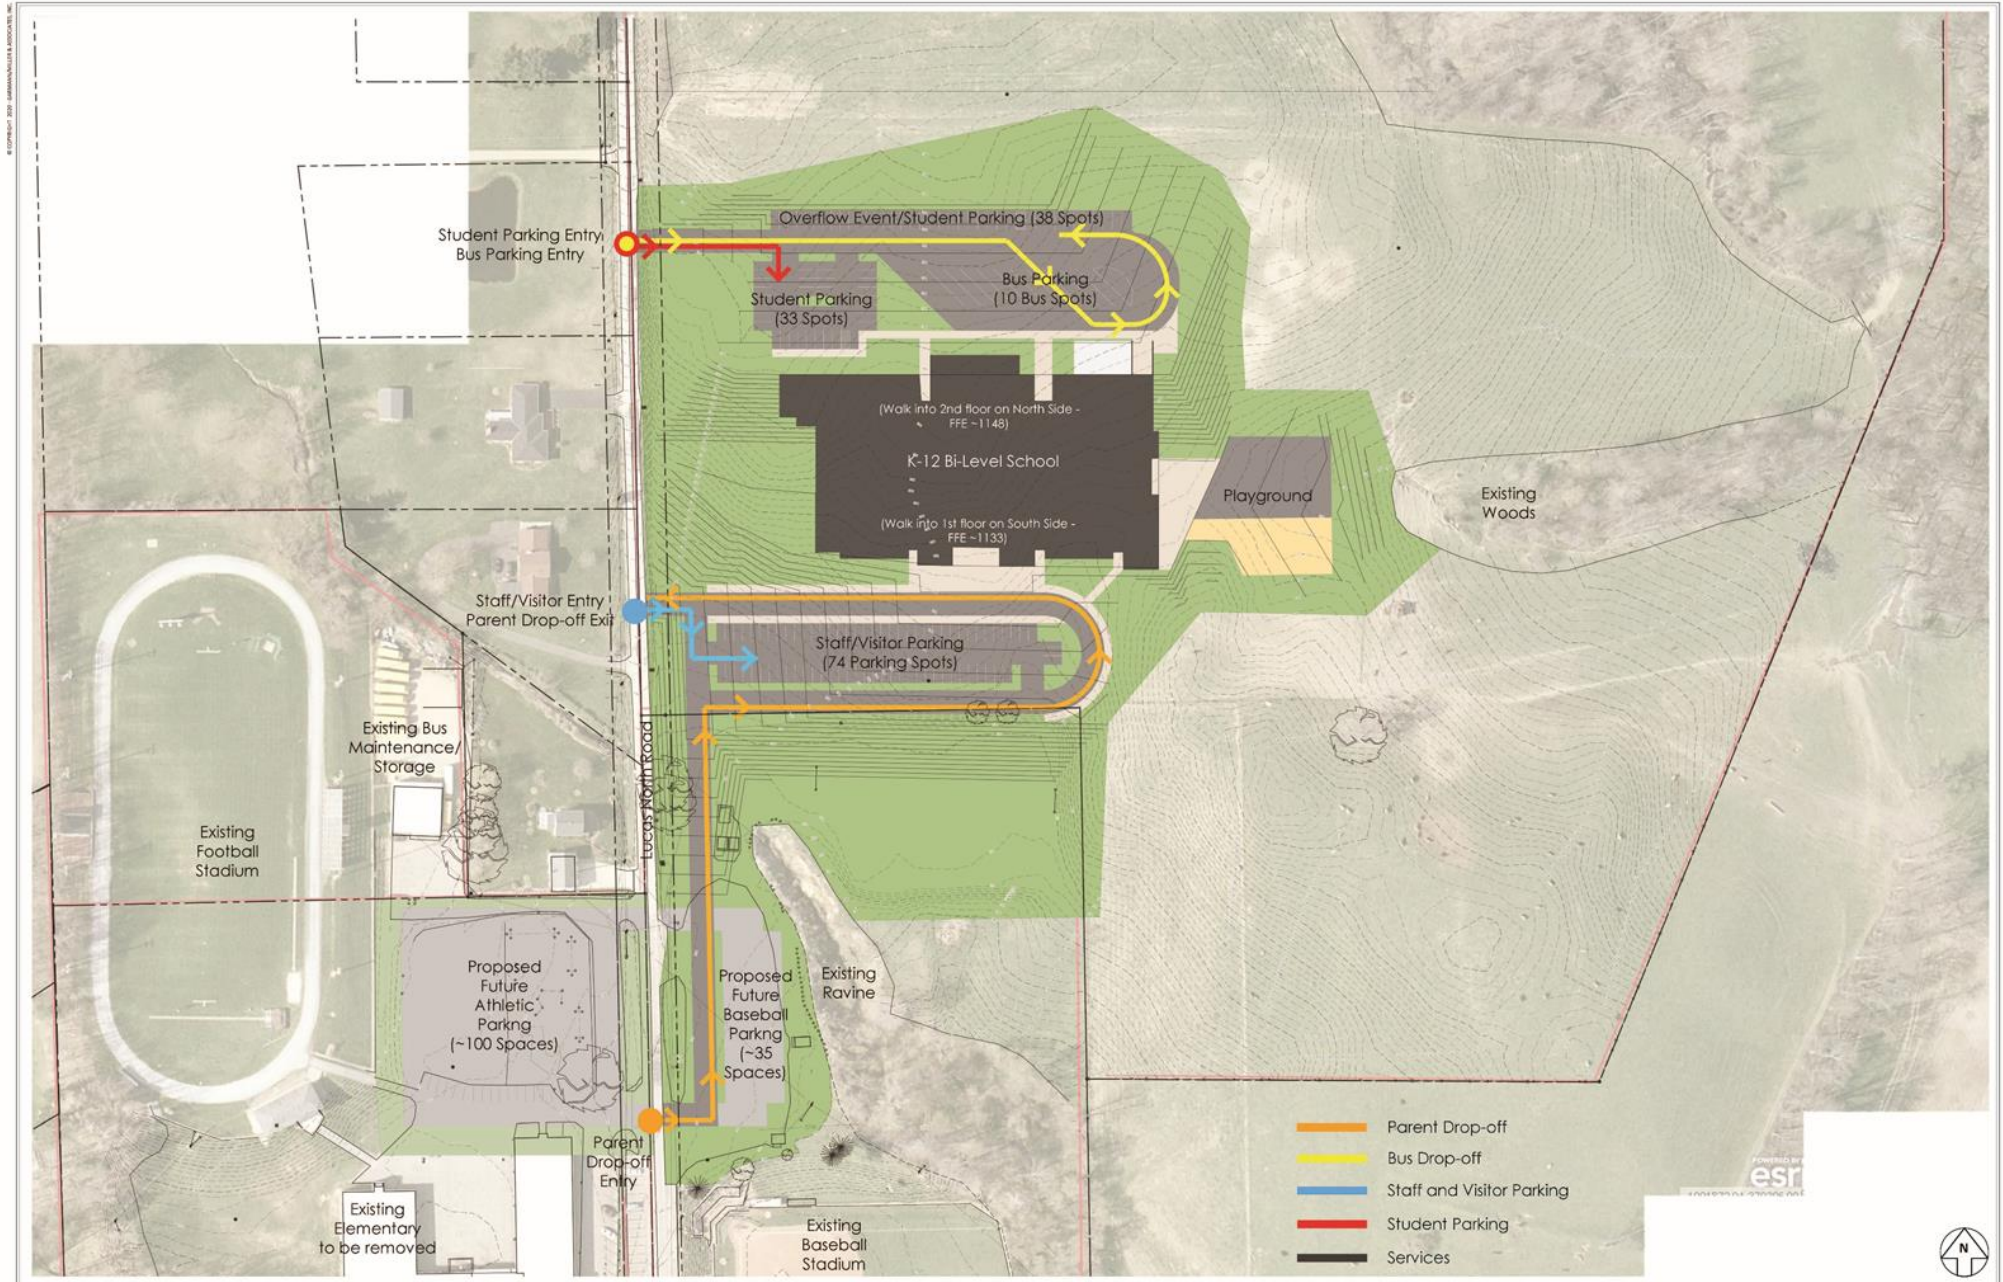 Overflow Event/Student Parking (38 Spots)
Student Parking Entry
Bus Parking Entry
Bus Parking
(10 Bus Spots)
Student Parking
(33 Spots)
(Walk into 2nd floor on North Side -
FFE ~1148)
K-12 Bi-Level School
(Walk into 1st floor on South Side -
FFE ~1133)
Playground
Existing
Woods
Staff/Visitor Entry
Parent Drop-off Exit
Staff/Visitor Parking
(74 Parking Spots)
Existing Bus
Maintenance/
Storage
Lucas North Road
Existing
Football
Stadium
Proposed
Future
Athletic
Parkng
(~100 Spaces)
Proposed
Future
Baseball
Parkng
(~35
Spaces)
Existing
Ravine
Parent
Drop-off
Entry
Existing
Elementary
to be removed
Existing
Baseball
Stadium
Parent Drop-off
Bus Drop-off
Staff and Visitor Parking
Student Parking
Services
POWERED BY
esri
N